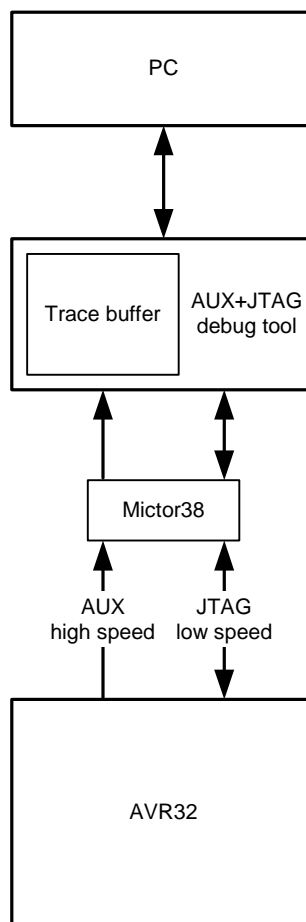 PC
Trace buffer
AUX+JTAG
debug tool
Mictor38
AUX
high speed
JTAG
low speed
AVR32